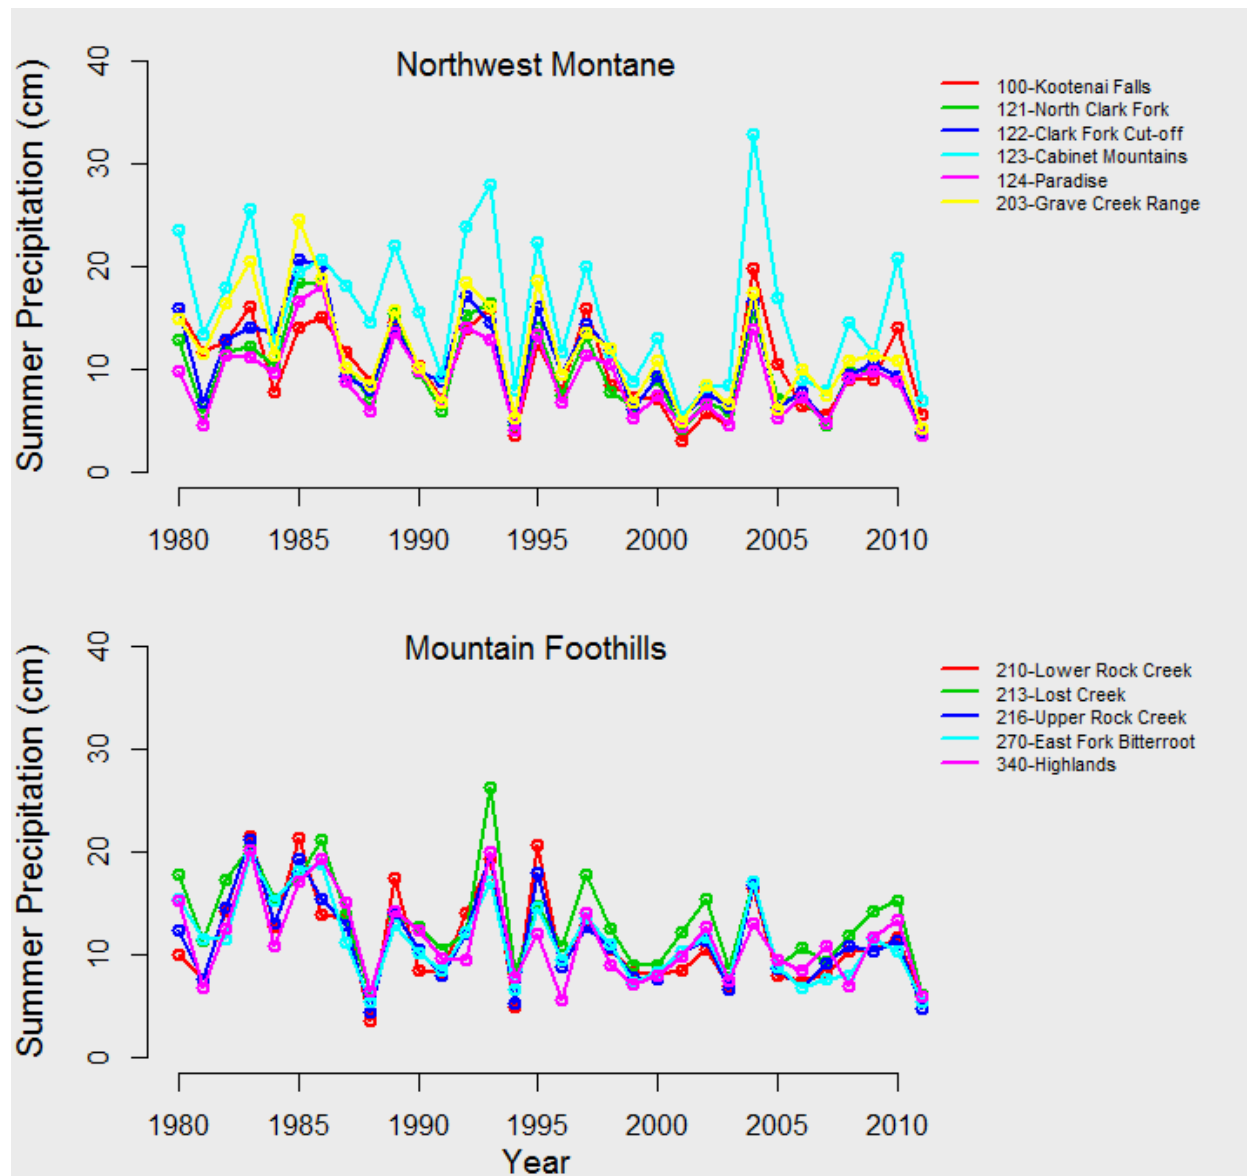 Northwest Montane
Summer Precipitation (cm)
40
30
20
10
0
1980 1985 1990 1995 2000 2005 2010
100-Kootenai Falls
121-North Clark Fork
122-Clark Fork Cut-off
123-Cabinet Mountains
124-Paradise
203-Grave Creek Range
Mountain Foothills
Summer Precipitation (cm)
40
30
20
10
0
1980 1985 1990 1995 2000 2005 2010
Year
210-Lower Rock Creek
213-Lost Creek
216-Upper Rock Creek
270-East Fork Bitterroot
340-Highlands